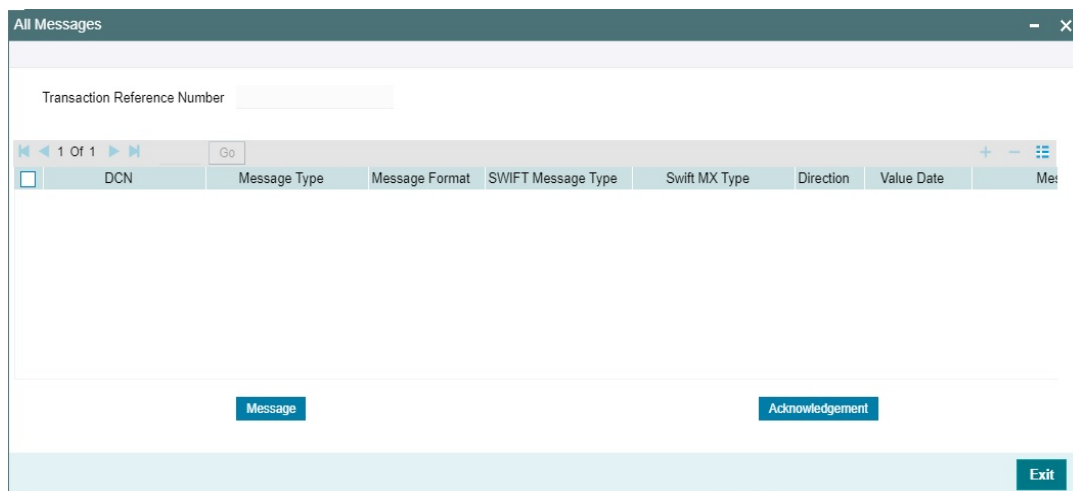 All Messages
Transaction Reference Number
1 Of 1 Go
DCN Message Type Message Format SWIFT Message Type Swift MX Type Direction Value Date Mes
Message Acknowledgement
Exit